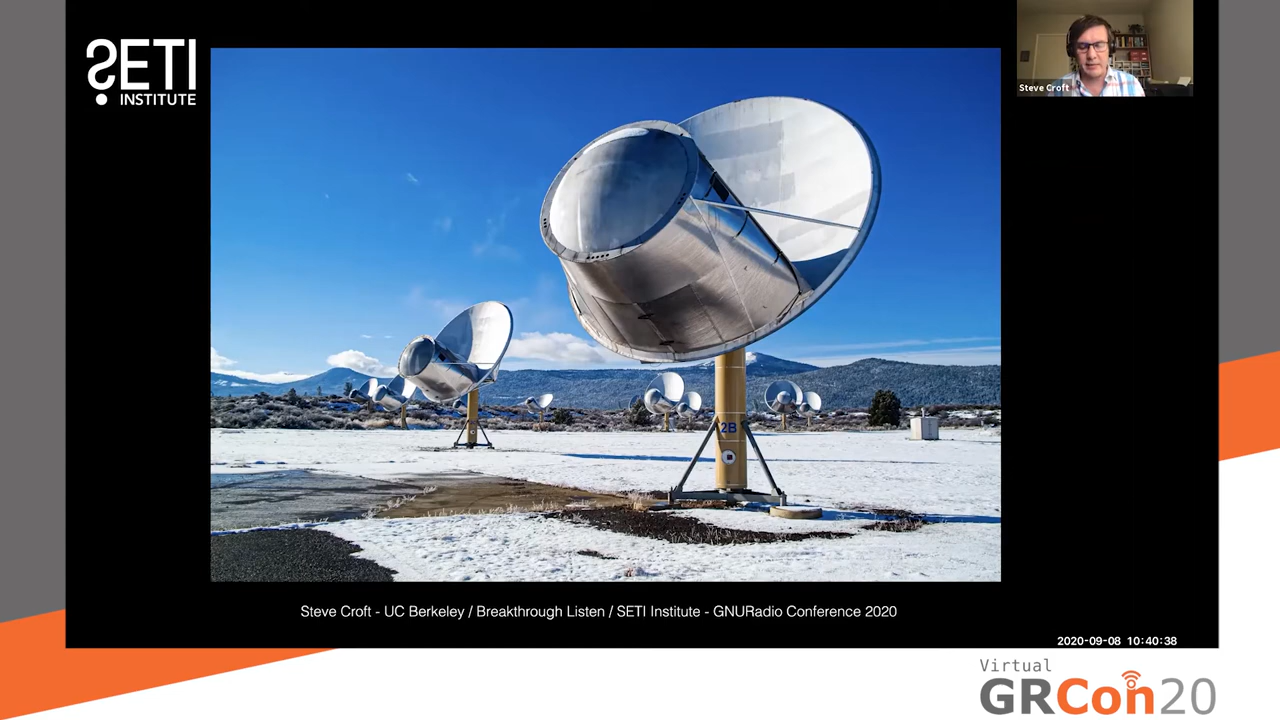 SETI
INSTITUTE
Steve Croft
2B
Steve Croft - UC Berkeley / Breakthrough Listen / SETI Institute - GNURadio Conference 2020
2020-09-08 10:40:38
Virtual
GRCon20